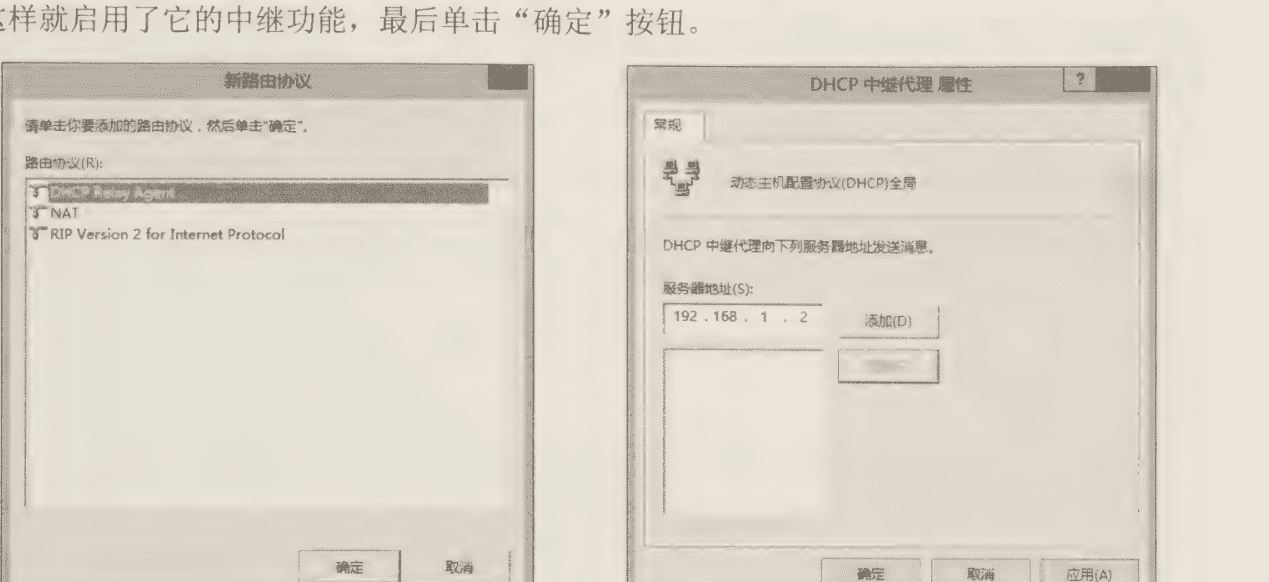 这样就启用了它的中继功能，最后单击“确定”按钮。
新路由协议
请单击你要添加的路由协议，然后单击"确定"。
路由协议(R):
DHCP Relay Agent
NAT
RIP Version 2 for Internet Protocol
确定 取消
DHCP 中继代理 属性 ?
常规
动态主机配置协议(DHCP)全局
DHCP 中继代理向下列服务器地址发送消息。
服务器地址(S):
192 . 168 . 1 . 2 添加(D)
确定 取消 应用(A)